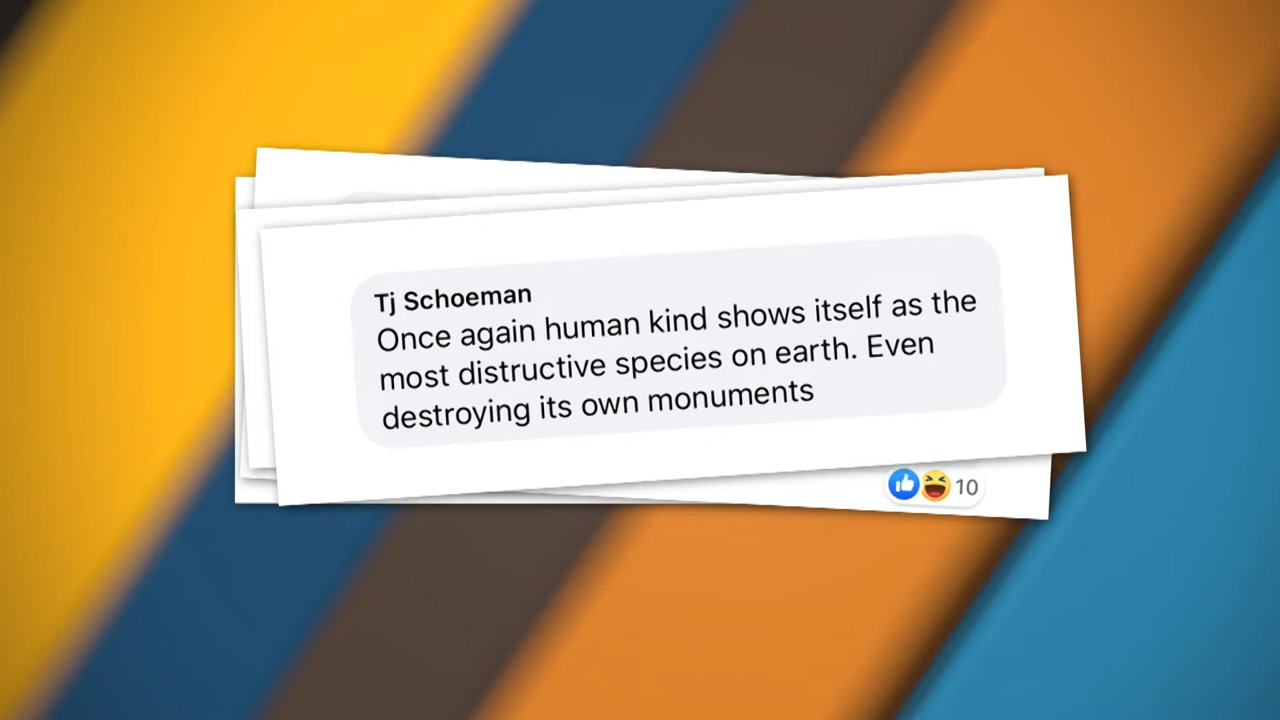 Tj Schoeman
Once again human kind shows itself as the
most distructive species on earth. Even
destroying its own monuments
10